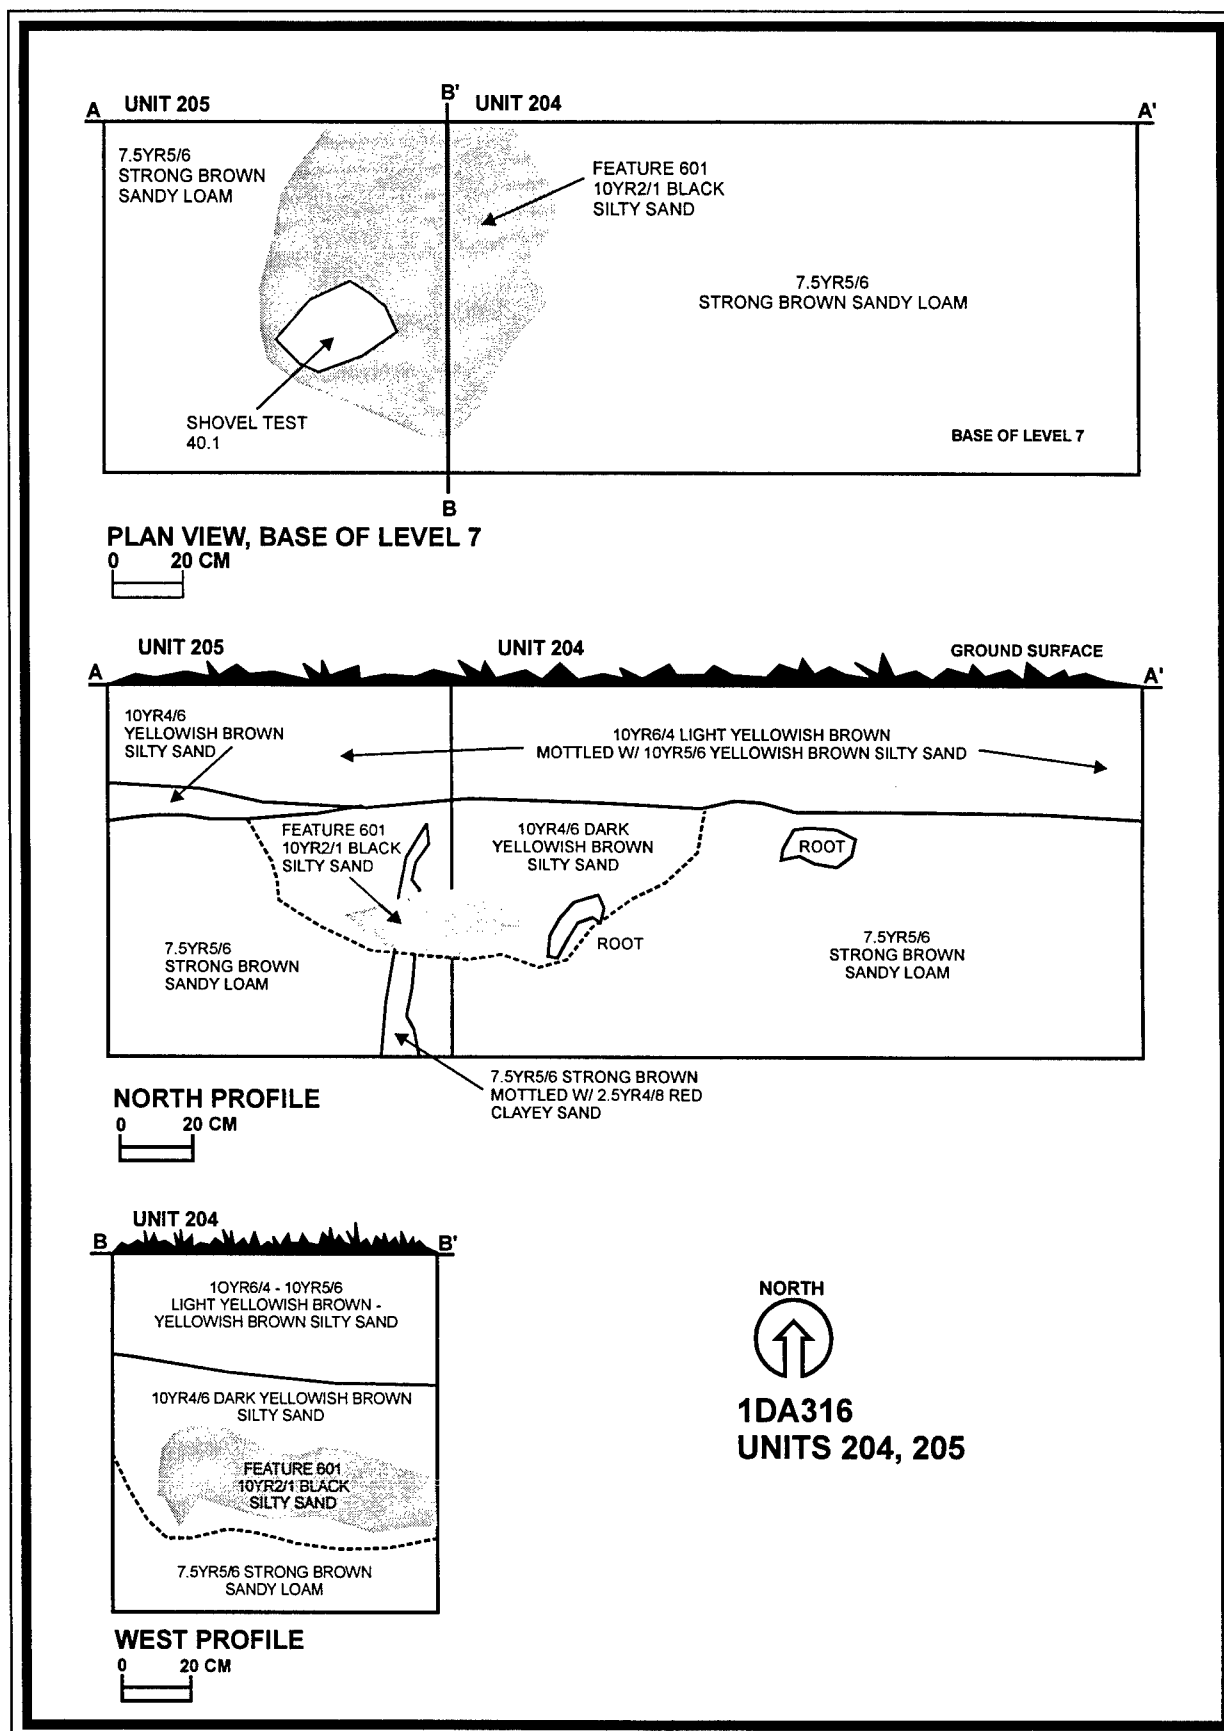 A UNIT 205 B' UNIT 204 A'
7.5YR5/6
STRONG BROWN
SANDY LOAM
FEATURE 601
10YR2/1 BLACK
SILTY SAND
7.5YR5/6
STRONG BROWN SANDY LOAM
SHOVEL TEST
40.1
BASE OF LEVEL 7
B
PLAN VIEW, BASE OF LEVEL 7
0 20 CM
UNIT 205 UNIT 204 GROUND SURFACE
A A'
10YR4/6
YELLOWISH BROWN
SILTY SAND
10YR6/4 LIGHT YELLOWISH BROWN
MOTTLED W/ 10YR5/6 YELLOWISH BROWN SILTY SAND
FEATURE 601
10YR2/1 BLACK
SILTY SAND
10YR4/6 DARK
YELLOWISH BROWN
SILTY SAND
ROOT
ROOT
7.5YR5/6
STRONG BROWN
SANDY LOAM
7.5YR5/6
STRONG BROWN
SANDY LOAM
7.5YR5/6 STRONG BROWN
MOTTLED W/ 2.5YR4/8 RED
CLAYEY SAND
NORTH PROFILE
0 20 CM
UNIT 204
B B'
10YR6/4 - 10YR5/6
LIGHT YELLOWISH BROWN -
YELLOWISH BROWN SILTY SAND
10YR4/6 DARK YELLOWISH BROWN
SILTY SAND
FEATURE 601
10YR2/1 BLACK
SILTY SAND
7.5YR5/6 STRONG BROWN
SANDY LOAM
WEST PROFILE
0 20 CM
NORTH
1DA316
UNITS 204, 205